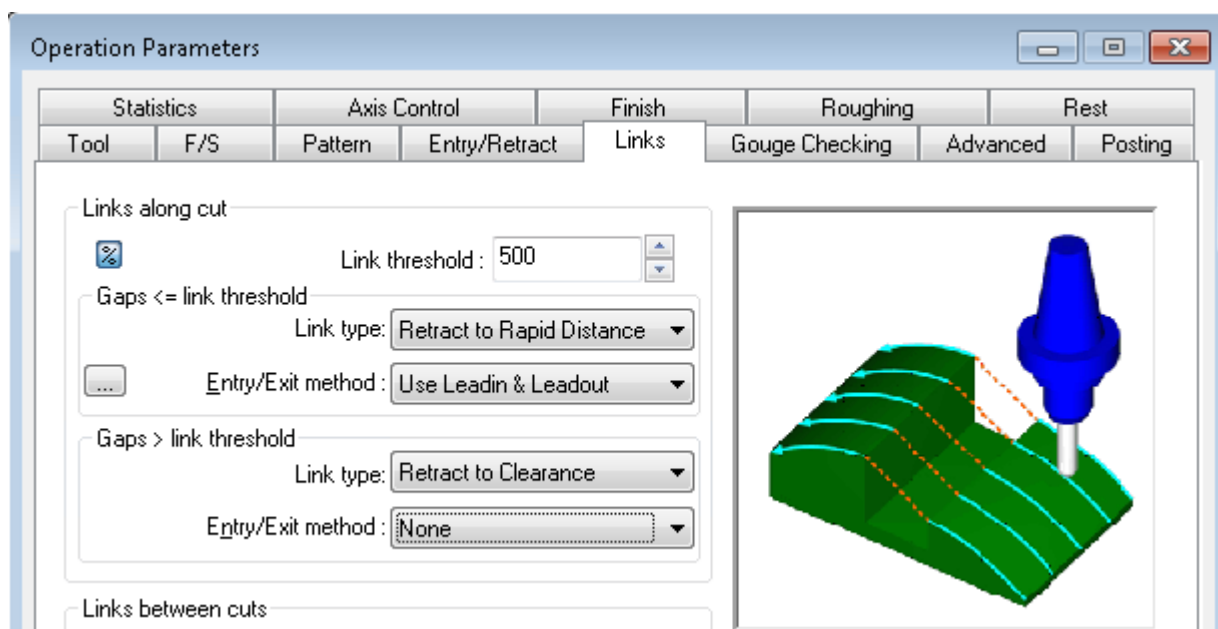 Operation Parameters
Statistics Axis Control Finish Roughing Rest
Tool F/S Pattern Entry/Retract Links Gouge Checking Advanced Posting
Links along cut
% Link threshold : 500
Gaps <= link threshold
Link type: Retract to Rapid Distance
... Entry/Exit method : Use Leadin & Leadout
Gaps > link threshold
Link type: Retract to Clearance
Entry/Exit method : None
Links between cuts